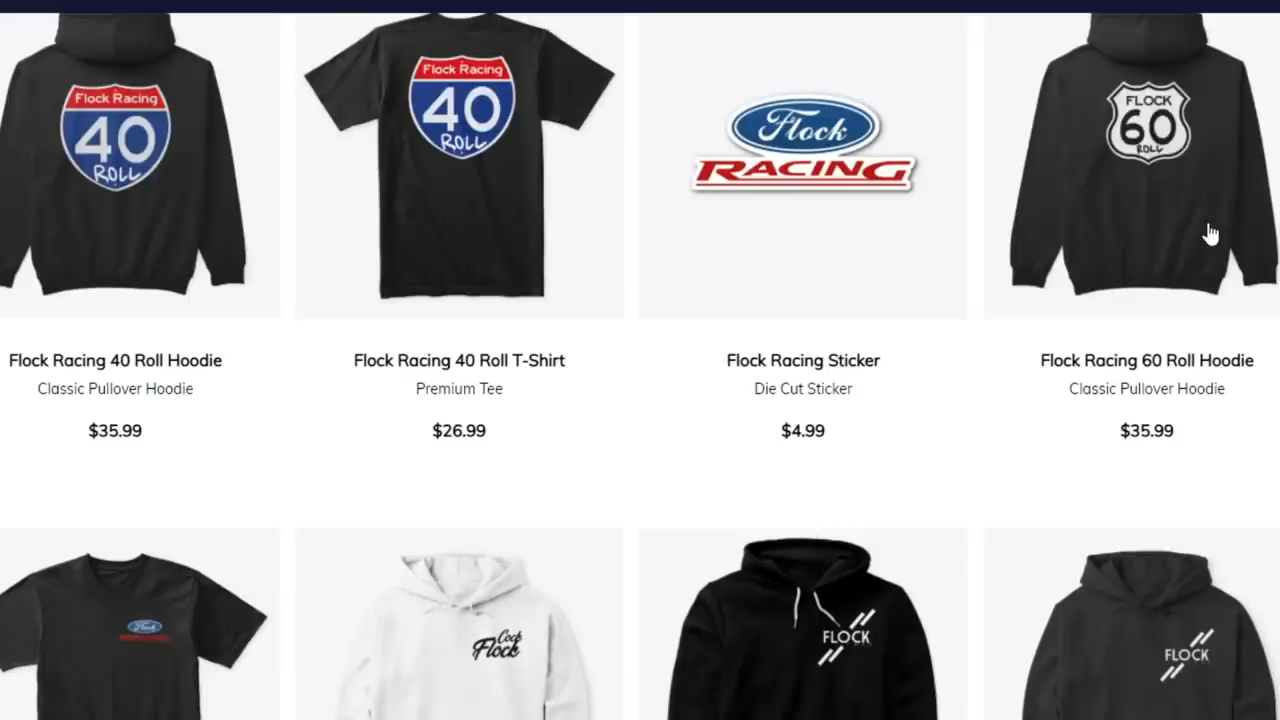 Flock Racing
40
ROLL
Flock Racing
40
ROLL
Flock
RACING
FLOCK
60
ROLL
Flock Racing 40 Roll Hoodie
Classic Pullover Hoodie
$35.99
Flock Racing 40 Roll T-Shirt
Premium Tee
$26.99
Flock Racing Sticker
Die Cut Sticker
$4.99
Flock Racing 60 Roll Hoodie
Classic Pullover Hoodie
$35.99
Flock
Cock
Flock
FLOCK
FLOCK